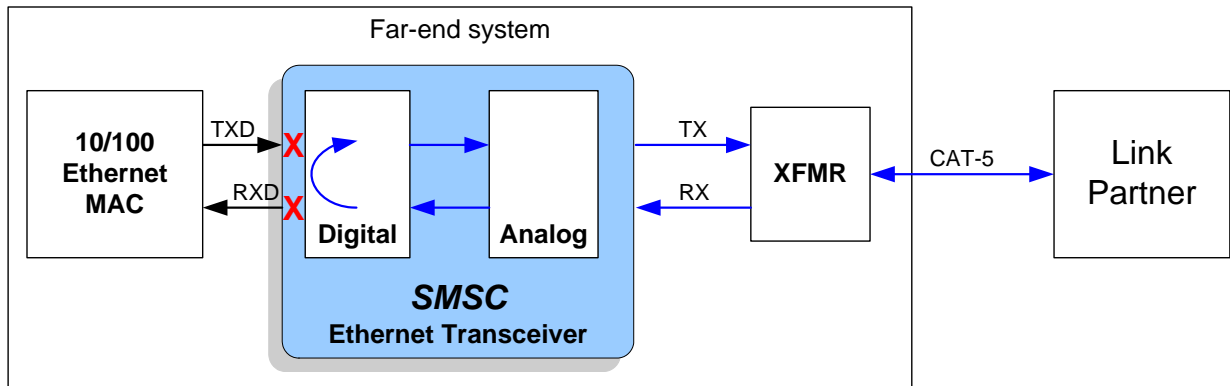 Far-end system
10/100
Ethernet
MAC
TXD
RXD
X
X
Digital
Analog
SMSC
Ethernet Transceiver
TX
RX
XFMR
CAT-5
Link
Partner